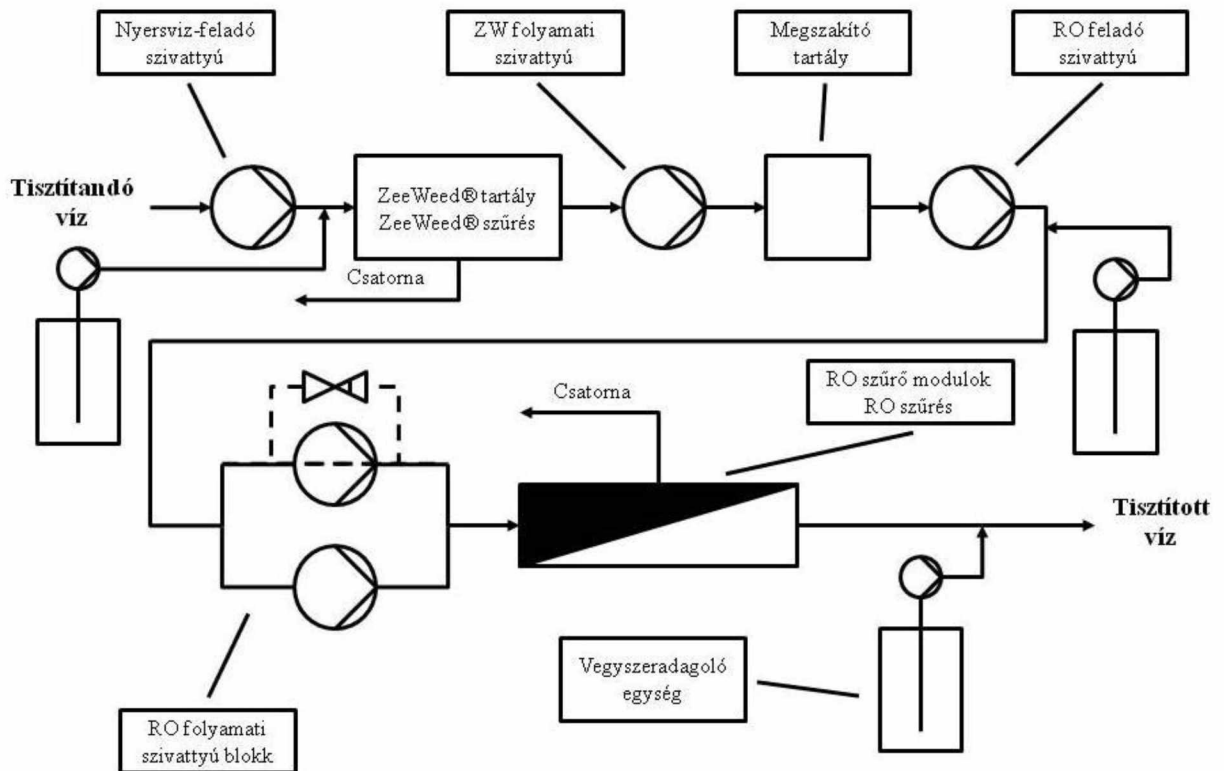 Nyersviz-feladó
szivattyú
ZW folyamati
szivattyú
Megszakító
tartály
RO feladó
szivattyú
Tisztítandó
víz
ZeeWeed® tartály
ZeeWeed® szűrés
Csatorna
RO szűrő modulok
RO szűrés
Csatorna
Tisztított
víz
Vegyszeradagoló
egység
RO folyamati
szivattyú blokk